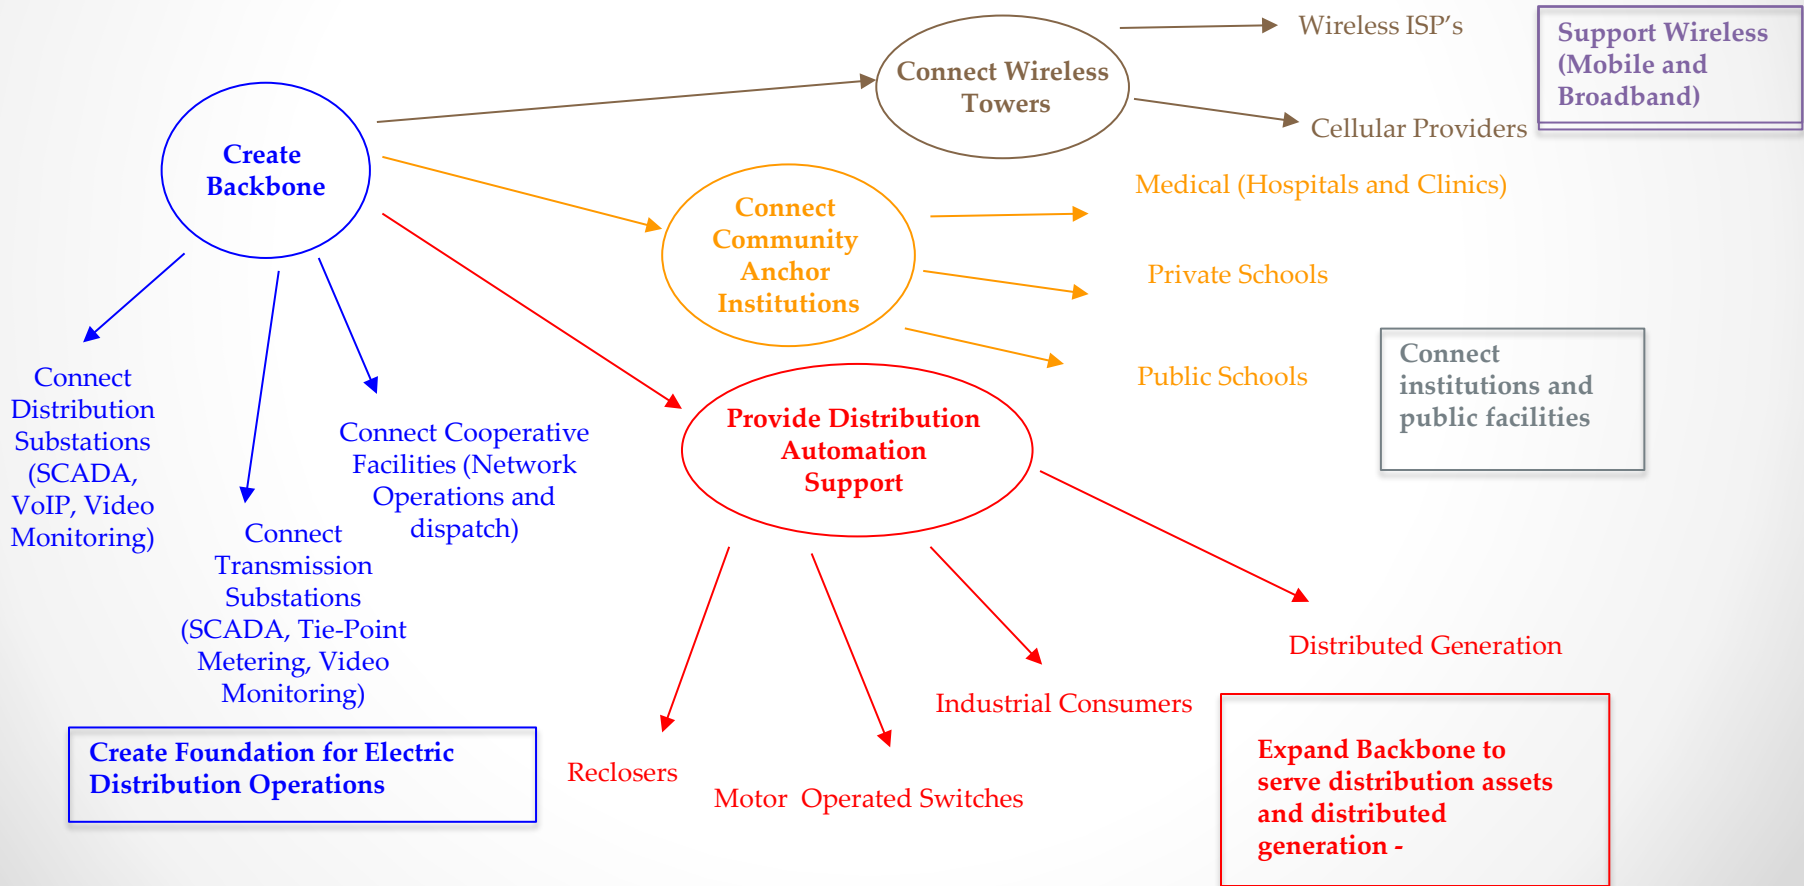 Wireless ISP's
Support Wireless
(Mobile and
Broadband)
Connect Wireless
Towers
Cellular Providers
Create
Backbone
Medical (Hospitals and Clinics)
Connect
Community
Anchor
Institutions
Private Schools
Public Schools
Connect
institutions and
public facilities
Connect
Distribution
Substations
(SCADA,
VoIP, Video
Monitoring)
Connect Cooperative
Facilities (Network
Operations and
dispatch)
Provide Distribution
Automation
Support
Connect
Transmission
Substations
(SCADA, Tie-Point
Metering, Video
Monitoring)
Distributed Generation
Industrial Consumers
Reclosers
Motor  Operated Switches
Create Foundation for Electric
Distribution Operations
Expand Backbone to
serve distribution assets
and distributed
generation -